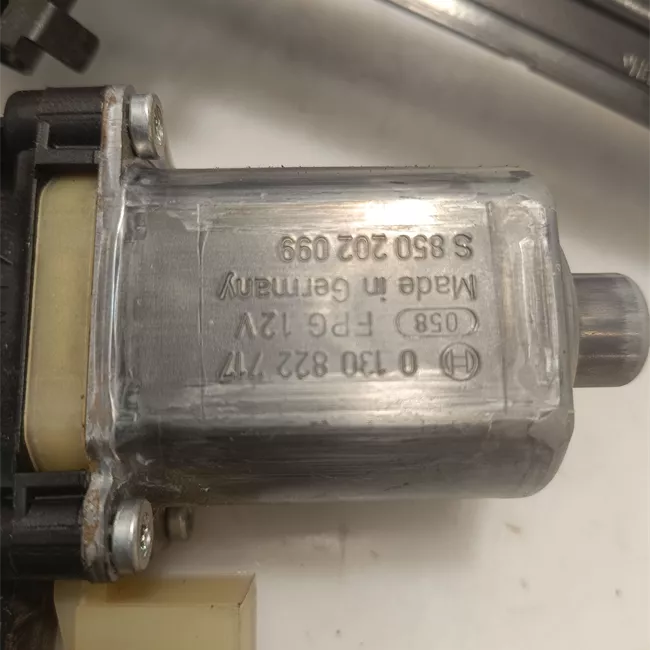 0 130 822 717
058 FPG 12V
Made in Germany
S 850 202 099